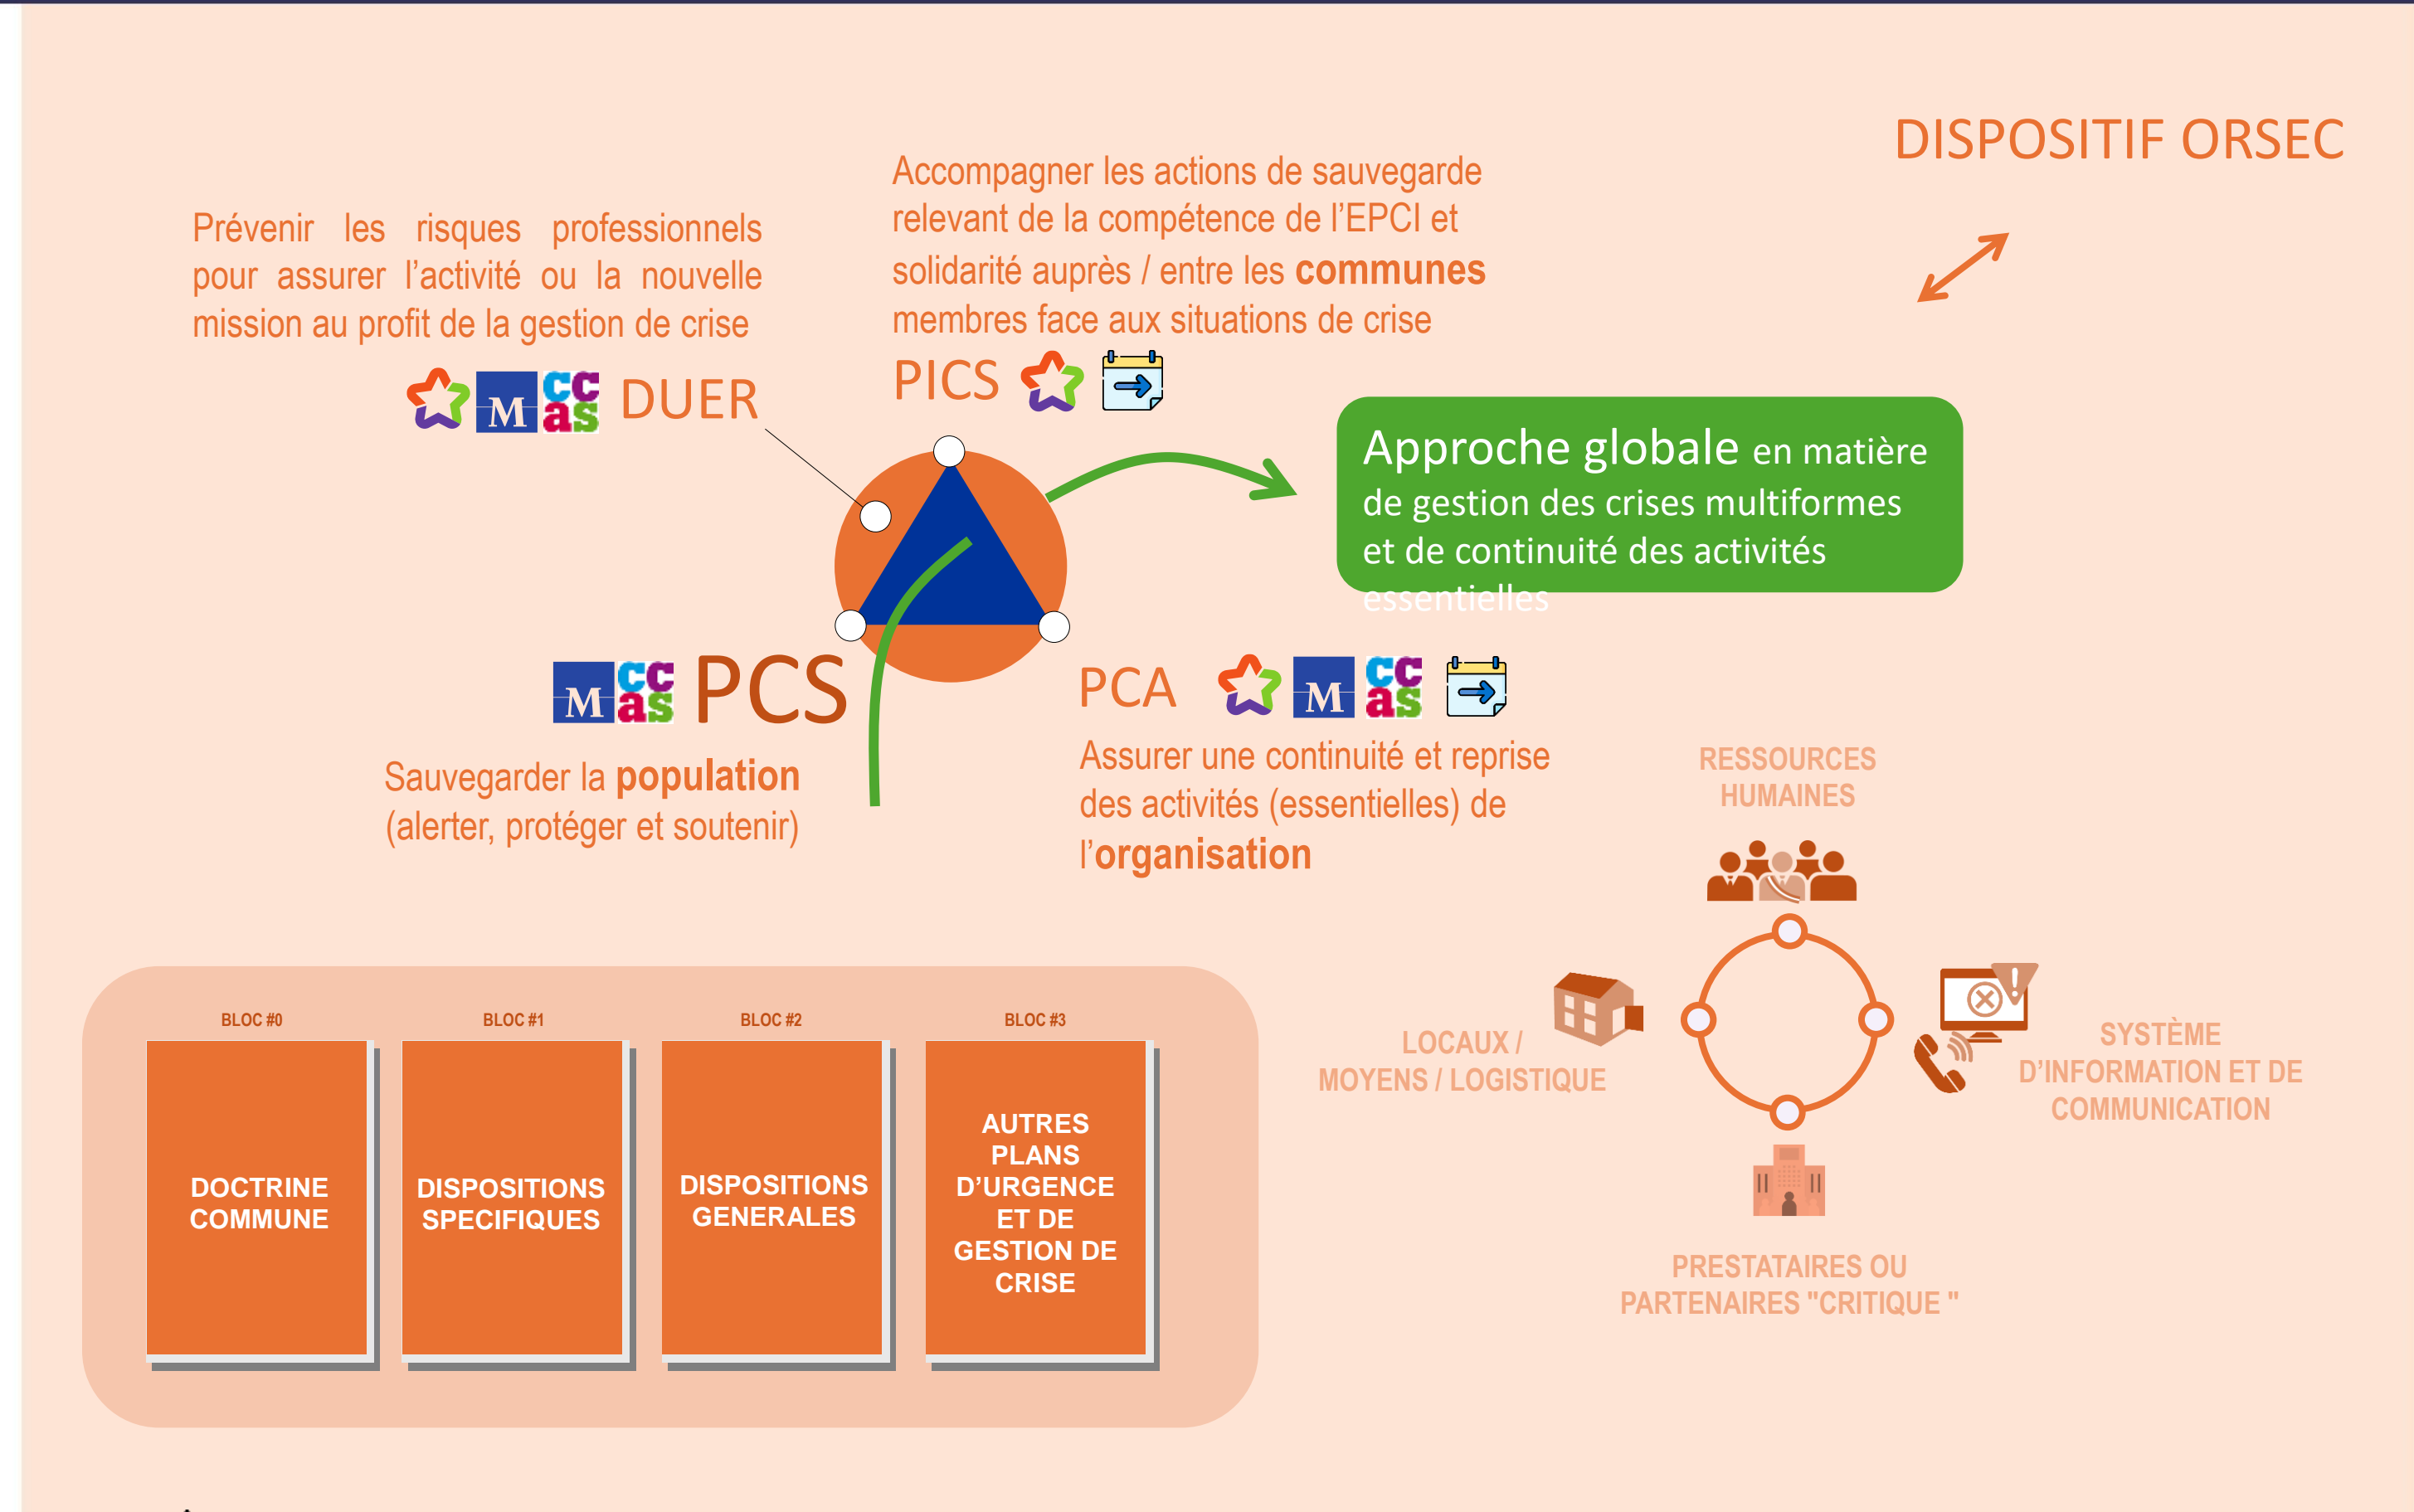 DISPOSITIF ORSEC
Prévenir les risques professionnels
pour assurer l’activité ou la nouvelle
mission au profit de la gestion de crise
M cc as DUER
Accompagner les actions de sauvegarde
relevant de la compétence de l’EPCI et
solidarité auprès / entre les communes
membres face aux situations de crise
PICS
Approche globale en matière
de gestion des crises multiformes
et de continuité des activités
essentielles
M cc as PCS
Sauvegarder la population
(alerter, protéger et soutenir)
PCA M cc as
Assurer une continuité et reprise
des activités (essentielles) de
l’organisation
RESSOURCES
HUMAINES
LOCAUX /
MOYENS / LOGISTIQUE
SYSTÈME
D’INFORMATION ET DE
COMMUNICATION
PRESTATAIRES OU
PARTENAIRES "CRITIQUE "
BLOC #0
DOCTRINE
COMMUNE
BLOC #1
DISPOSITIONS
SPECIFIQUES
BLOC #2
DISPOSITIONS
GENERALES
BLOC #3
AUTRES
PLANS
D’URGENCE
ET DE
GESTION DE
CRISE